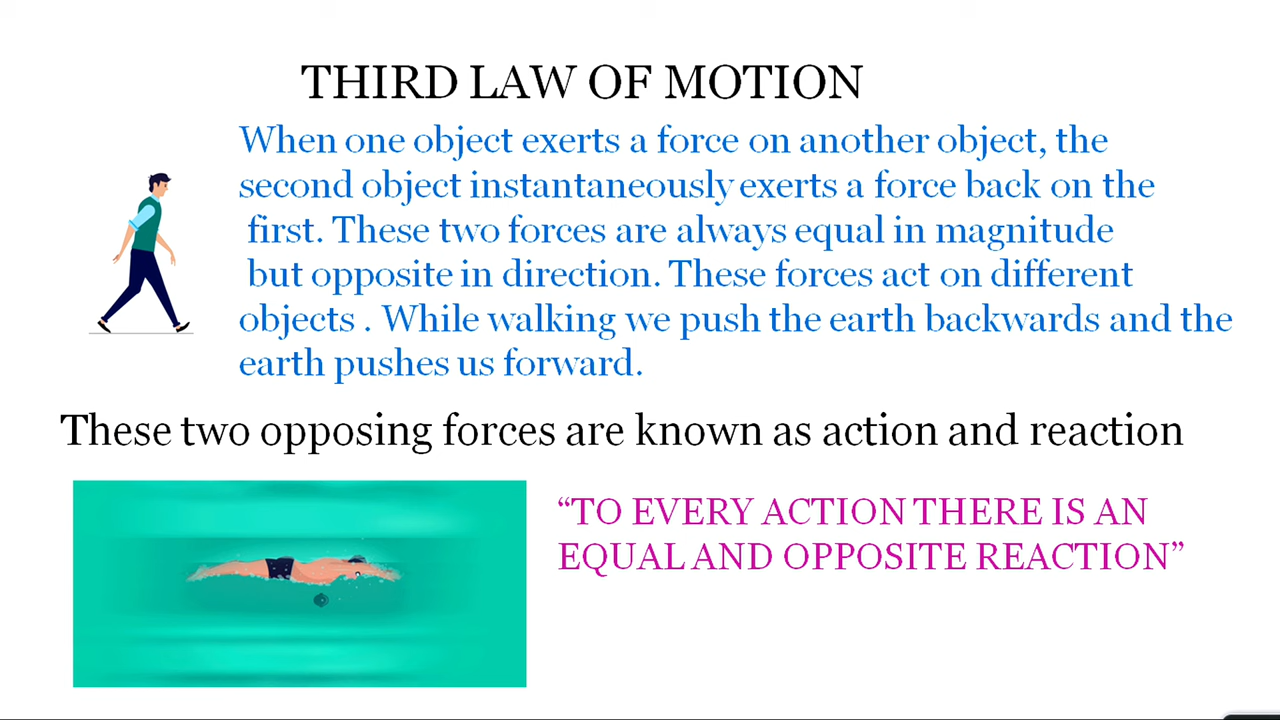 THIRD LAW OF MOTION
When one object exerts a force on another object, the
second object instantaneously exerts a force back on the
first. These two forces are always equal in magnitude
but opposite in direction. These forces act on different
objects . While walking we push the earth backwards and the
earth pushes us forward.
These two opposing forces are known as action and reaction
“TO EVERY ACTION THERE IS AN
EQUAL AND OPPOSITE REACTION”